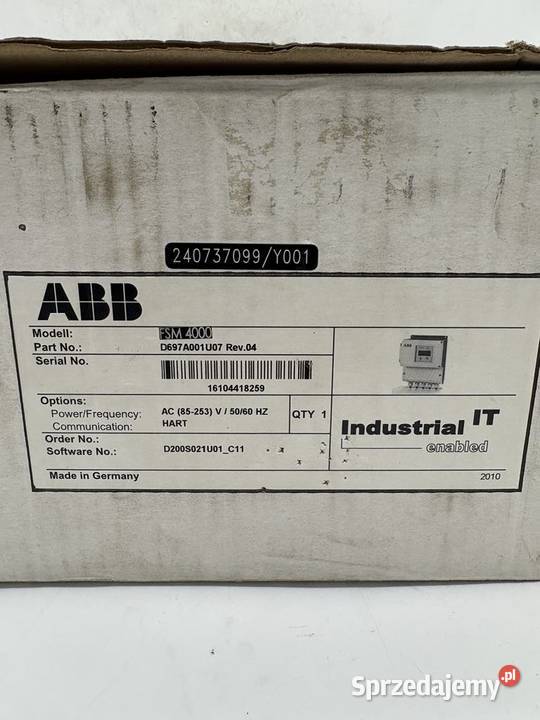 240737099/Y001
ABB
Modell: FSM 4000
Part No.: D697A001U07 Rev.04
Serial No.
16104418259
Options:
Power/Frequency: AC (85-253) V / 50/60 HZ
Communication: HART
QTY 1
Order No.:
Software No.: D200S021U01_C11
Industrial IT
enabled
Made in Germany
2010
ABB
Sprzedajemy.pl